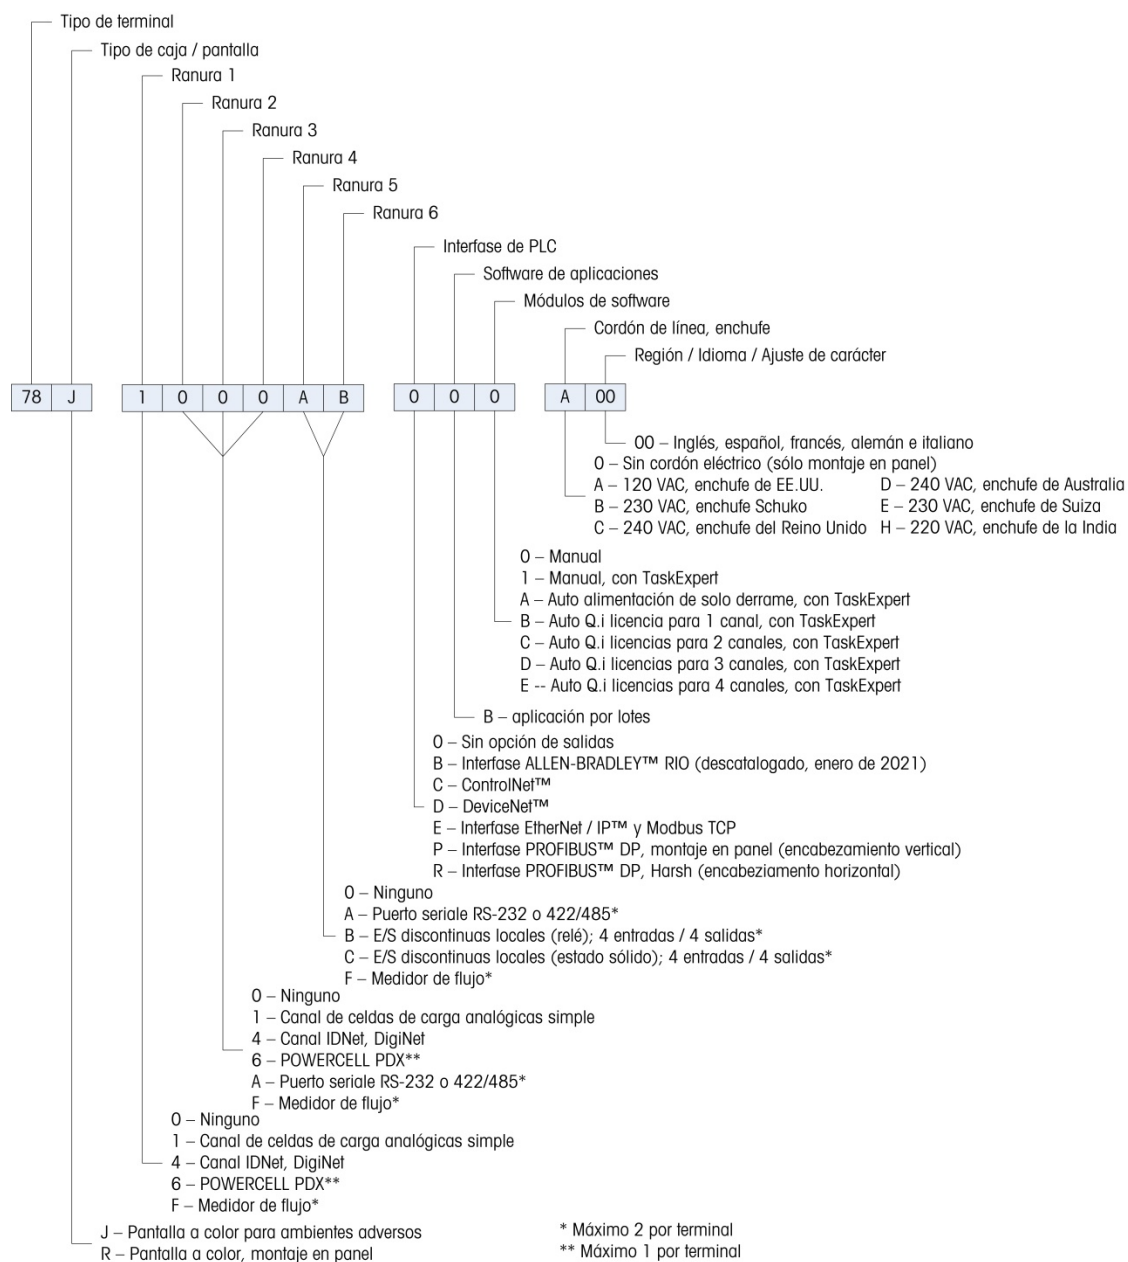 Tipo de terminal
Tipo de caja / pantalla
Ranura 1
Ranura 2
Ranura 3
Ranura 4
Ranura 5
Ranura 6
Interfase de PLC
Software de aplicaciones
Módulos de software
Cordón de línea, enchufe
Región / Idioma / Ajuste de carácter
78 J 1 0 0 0 A B 0 0 0 A 00
00 – Inglés, español, francés, alemán e italiano
0 – Sin cordón eléctrico (sólo montaje en panel)
A – 120 VAC, enchufe de EE.UU. D – 240 VAC, enchufe de Australia
B – 230 VAC, enchufe Schuko E – 230 VAC, enchufe de Suiza
C – 240 VAC, enchufe del Reino Unido H – 220 VAC, enchufe de la India
0 – Manual
1 – Manual, con TaskExpert
A – Auto alimentación de solo derrame, con TaskExpert
B – Auto Q.i licencia para 1 canal, con TaskExpert
C – Auto Q.i licencias para 2 canales, con TaskExpert
D – Auto Q.i licencias para 3 canales, con TaskExpert
E -- Auto Q.i licencias para 4 canales, con TaskExpert
B – aplicación por lotes
0 – Sin opción de salidas
B – Interfase ALLEN-BRADLEY™ RIO (descatalogado, enero de 2021)
C – ControlNet™
D – DeviceNet™
E – Interfase EtherNet / IP™ y Modbus TCP
P – Interfase PROFIBUS™ DP, montaje en panel (encabezamiento vertical)
R – Interfase PROFIBUS™ DP, Harsh (encabeziamento horizontal)
0 – Ninguno
A – Puerto seriale RS-232 o 422/485*
B – E/S discontinuas locales (relé); 4 entradas / 4 salidas*
C – E/S discontinuas locales (estado sólido); 4 entradas / 4 salidas*
F – Medidor de flujo*
0 – Ninguno
1 – Canal de celdas de carga analógicas simple
4 – Canal IDNet, DigiNet
6 – POWERCELL PDX**
A – Puerto seriale RS-232 o 422/485*
F – Medidor de flujo*
0 – Ninguno
1 – Canal de celdas de carga analógicas simple
4 – Canal IDNet, DigiNet
6 – POWERCELL PDX**
F – Medidor de flujo*
J – Pantalla a color para ambientes adversos
R – Pantalla a color, montaje en panel
* Máximo 2 por terminal
** Máximo 1 por terminal